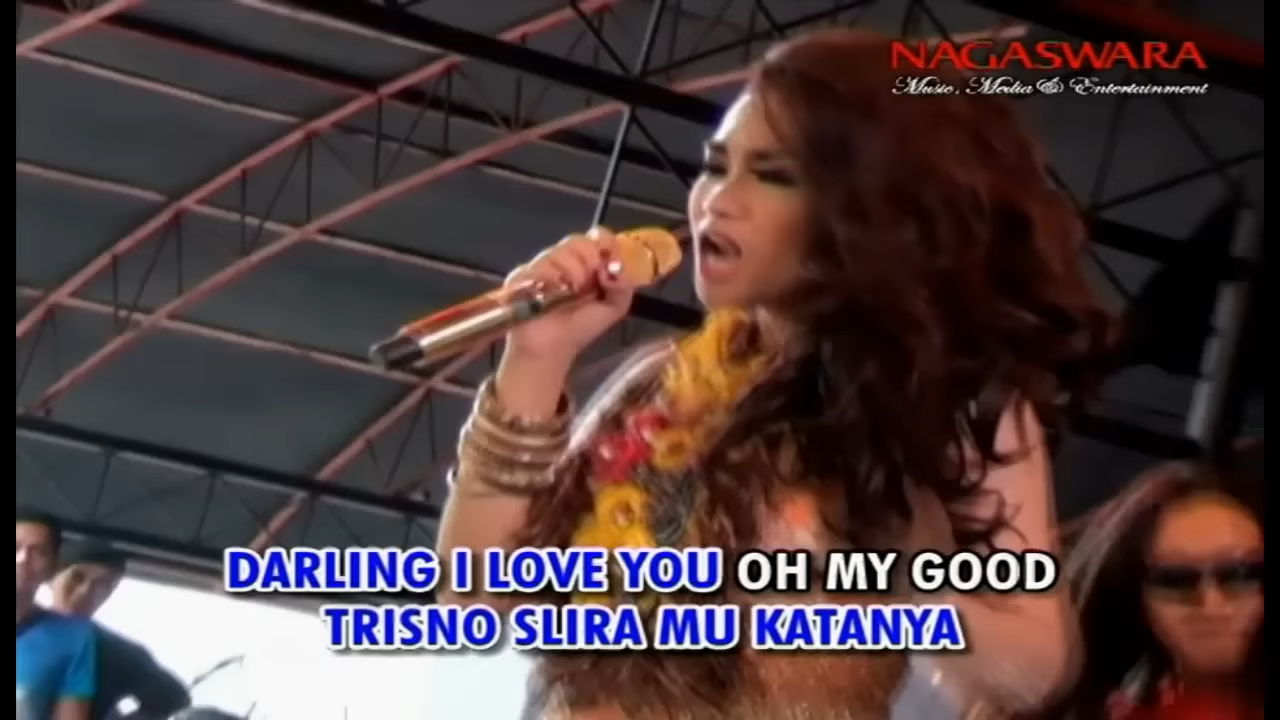 NAGASWARA
Music, Media & Entertainment
DARLING I LOVE YOU OH MY GOOD
TRISNO SLIRA MU KATANYA